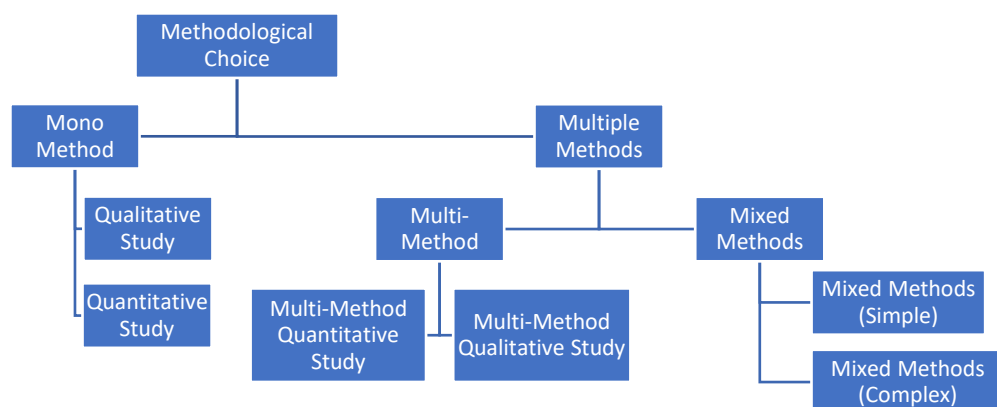 Methodological
Choice
Mono
Method
Multiple
Methods
Qualitative
Study
Quantitative
Study
Multi-
Method
Mixed
Methods
Multi-Method
Quantitative
Study
Multi-Method
Qualitative Study
Mixed Methods
(Simple)
Mixed Methods
(Complex)